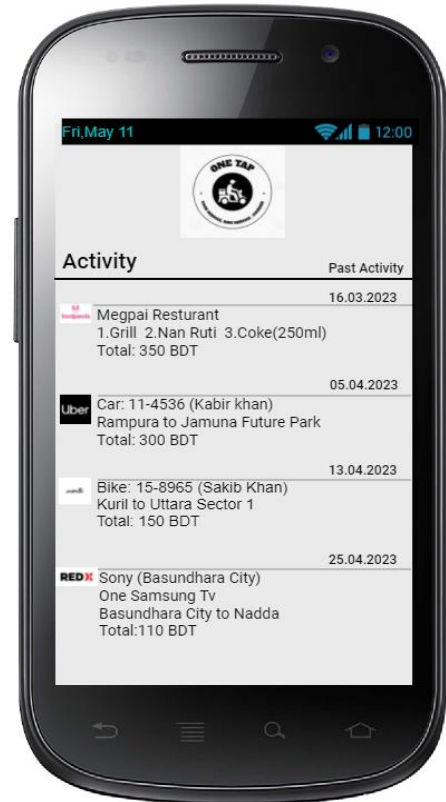 Fri,May 11
12:00
ONE TAP
Activity
Past Activity
16.03.2023
foodpanda
Megpai Resturant
1.Grill 2.Nan Ruti 3.Coke(250ml)
Total: 350 BDT
05.04.2023
Uber
Car: 11-4536 (Kabir khan)
Rampura to Jamuna Future Park
Total: 300 BDT
13.04.2023
Bike: 15-8965 (Sakib Khan)
Kuril to Uttara Sector 1
Total: 150 BDT
25.04.2023
REDX
Sony (Basundhara City)
One Samsung Tv
Basundhara City to Nadda
Total:110 BDT